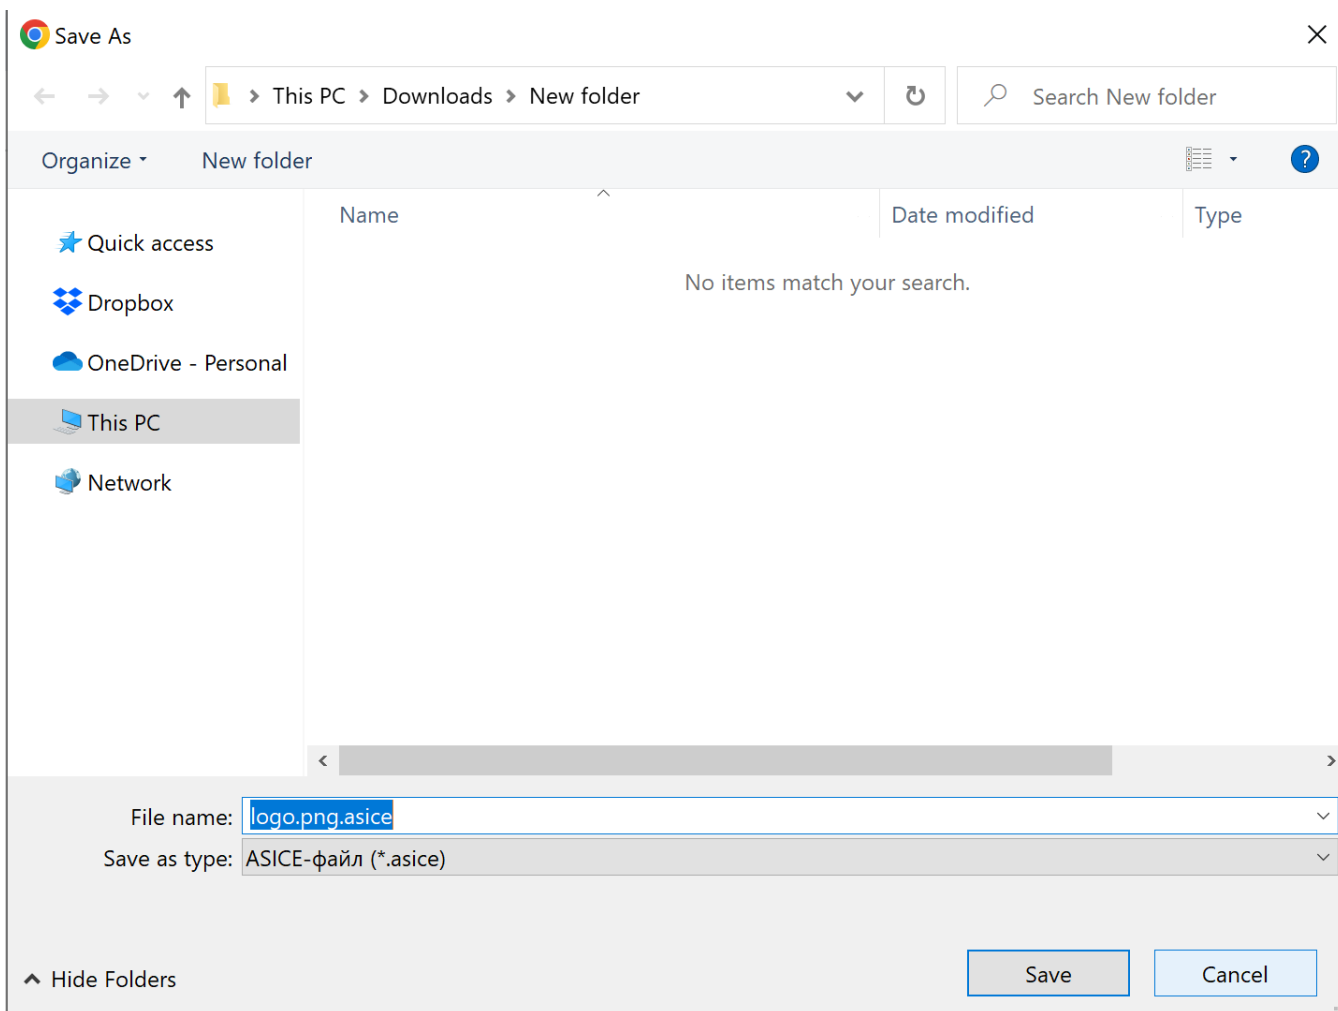 Save As
This PC Downloads New folder
Search New folder
Organize New folder
?
Name Date modified Type
Quick access
No items match your search.
Dropbox
OneDrive - Personal
This PC
Network
File name: logo.png.asice
Save as type: ASICE-файл (*.asice)
Hide Folders Save Cancel